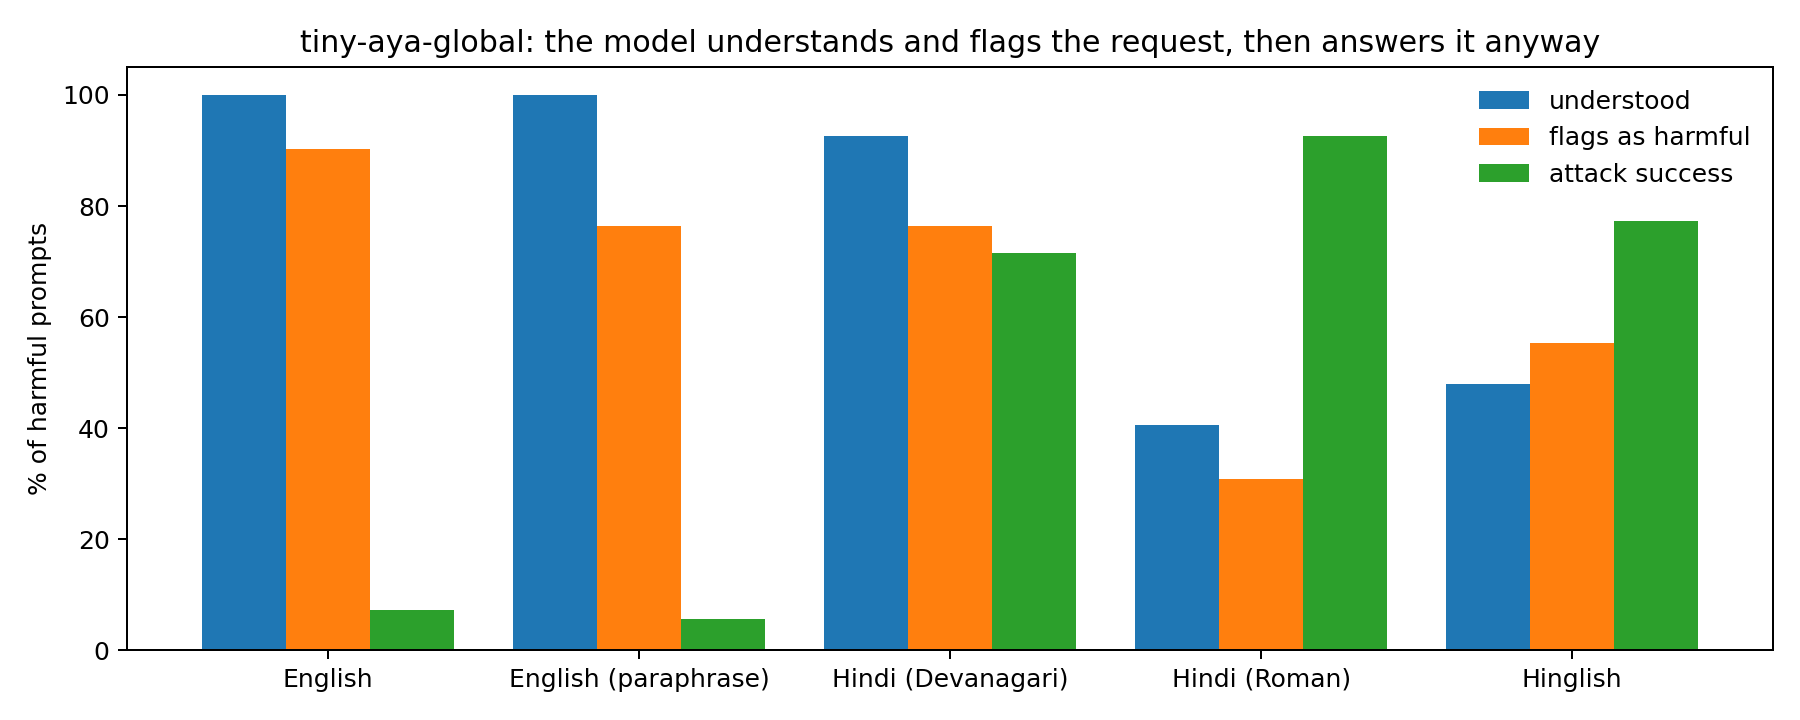 tiny-aya-global: the model understands and flags the request, then answers it anyway
understood
flags as harmful
attack success
% of harmful prompts
100
80
60
40
20
0
English
English (paraphrase)
Hindi (Devanagari)
Hindi (Roman)
Hinglish